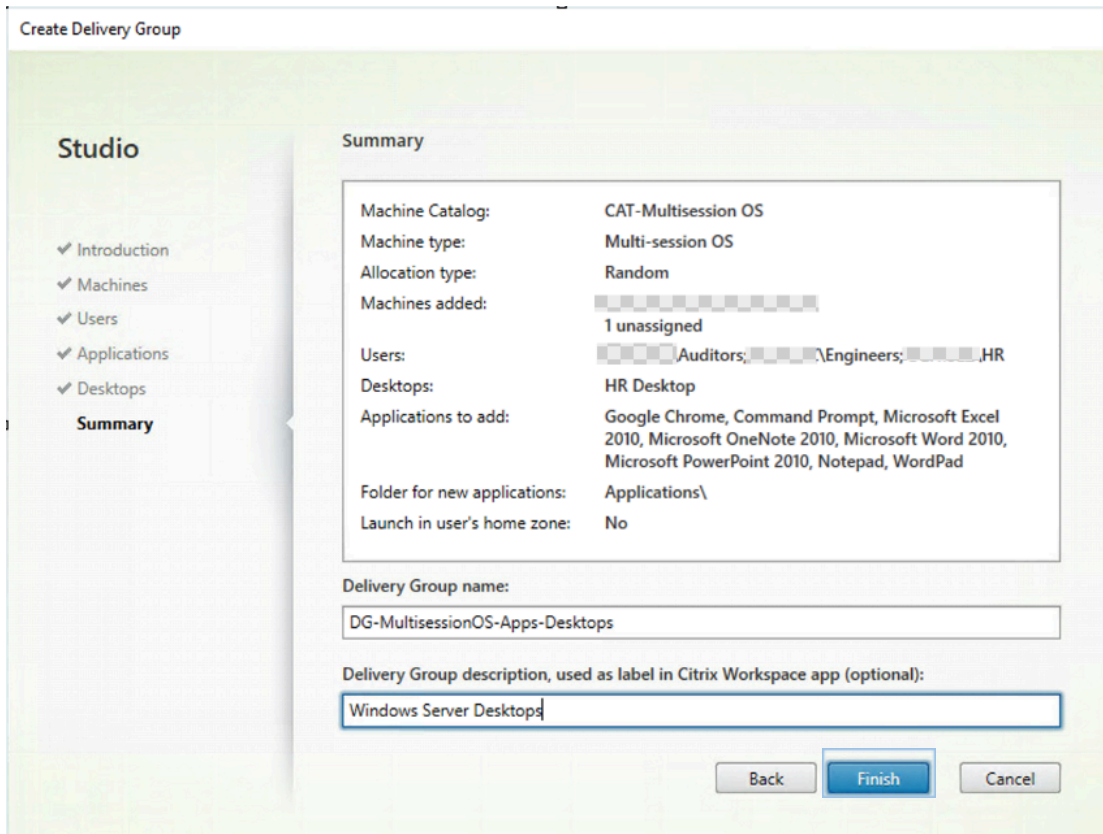 Create Delivery Group
Studio
Introduction
Machines
Users
Applications
Desktops
Summary
Summary
Machine Catalog: CAT-Multisession OS
Machine type: Multi-session OS
Allocation type: Random
Machines added:
1 unassigned
Users: Auditors; \Engineers; HR
Desktops: HR Desktop
Applications to add: Google Chrome, Command Prompt, Microsoft Excel
2010, Microsoft OneNote 2010, Microsoft Word 2010,
Microsoft PowerPoint 2010, Notepad, WordPad
Folder for new applications: Applications\
Launch in user's home zone: No
Delivery Group name:
DG-MultisessionOS-Apps-Desktops
Delivery Group description, used as label in Citrix Workspace app (optional):
Windows Server Desktops
Back Finish Cancel